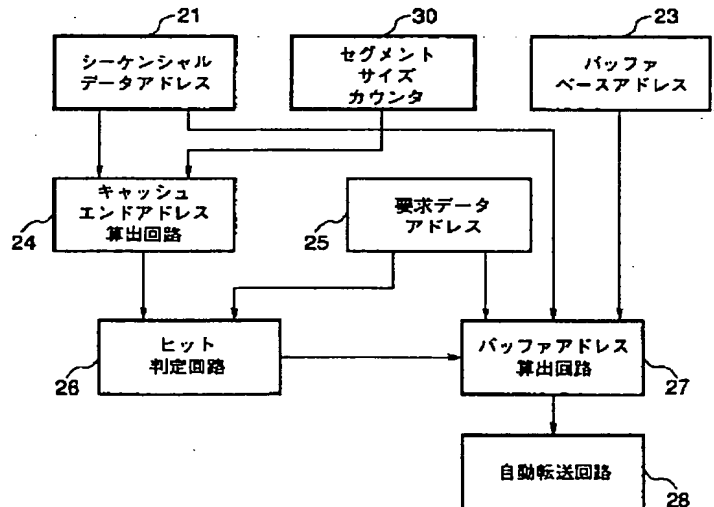 21
30
23
シーケンシャル
データアドレス
セグメント
サイズ
カウンタ
バッファ
ベースアドレス
キャッシュ
エンドアドレス
算出回路
24
要求データ
アドレス
25
ヒット
判定回路
26
バッファアドレス
算出回路
27
自動転送回路
28